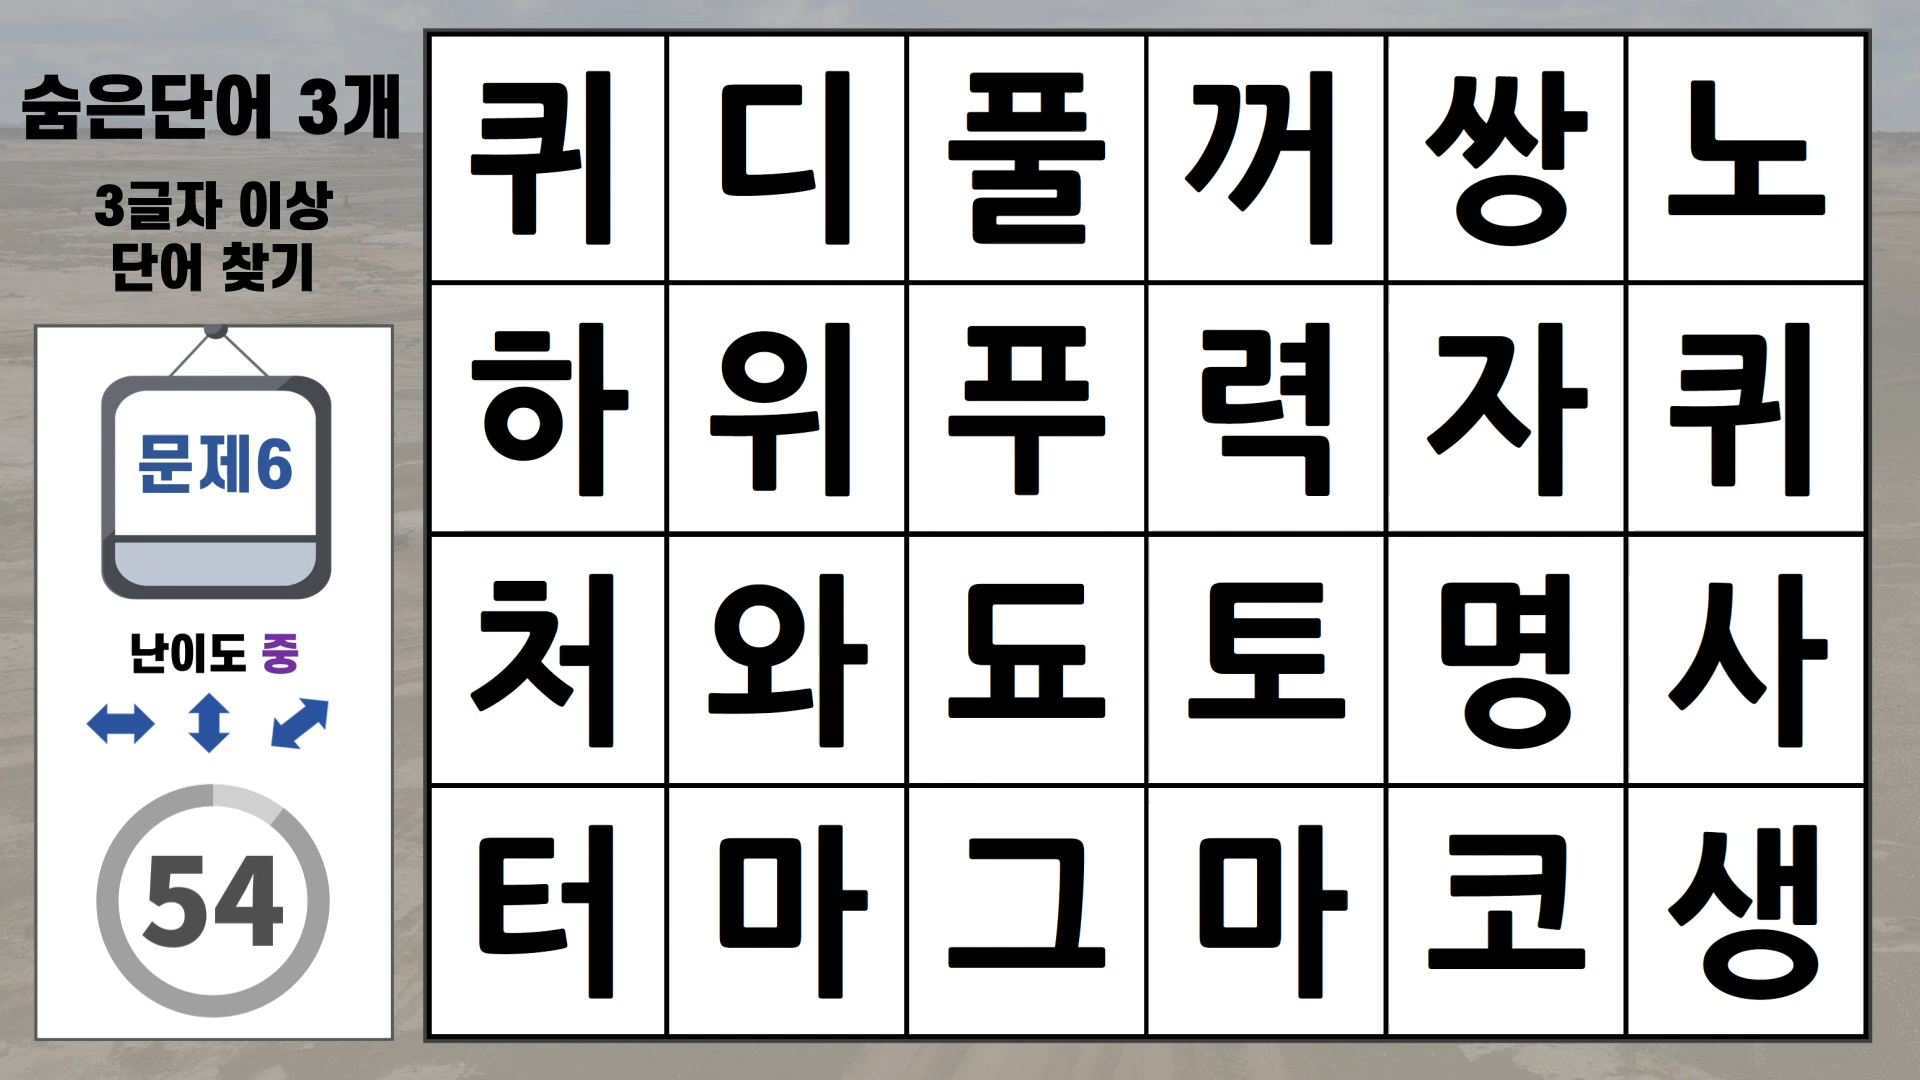 숨은단어 3개
3글자 이상
단어 찾기
문제6
난이도 중
54
퀴 디 풀 꺼 쌍 노
하 위 푸 력 자 퀴
처 와 됴 토 명 사
터 마 그 마 코 생